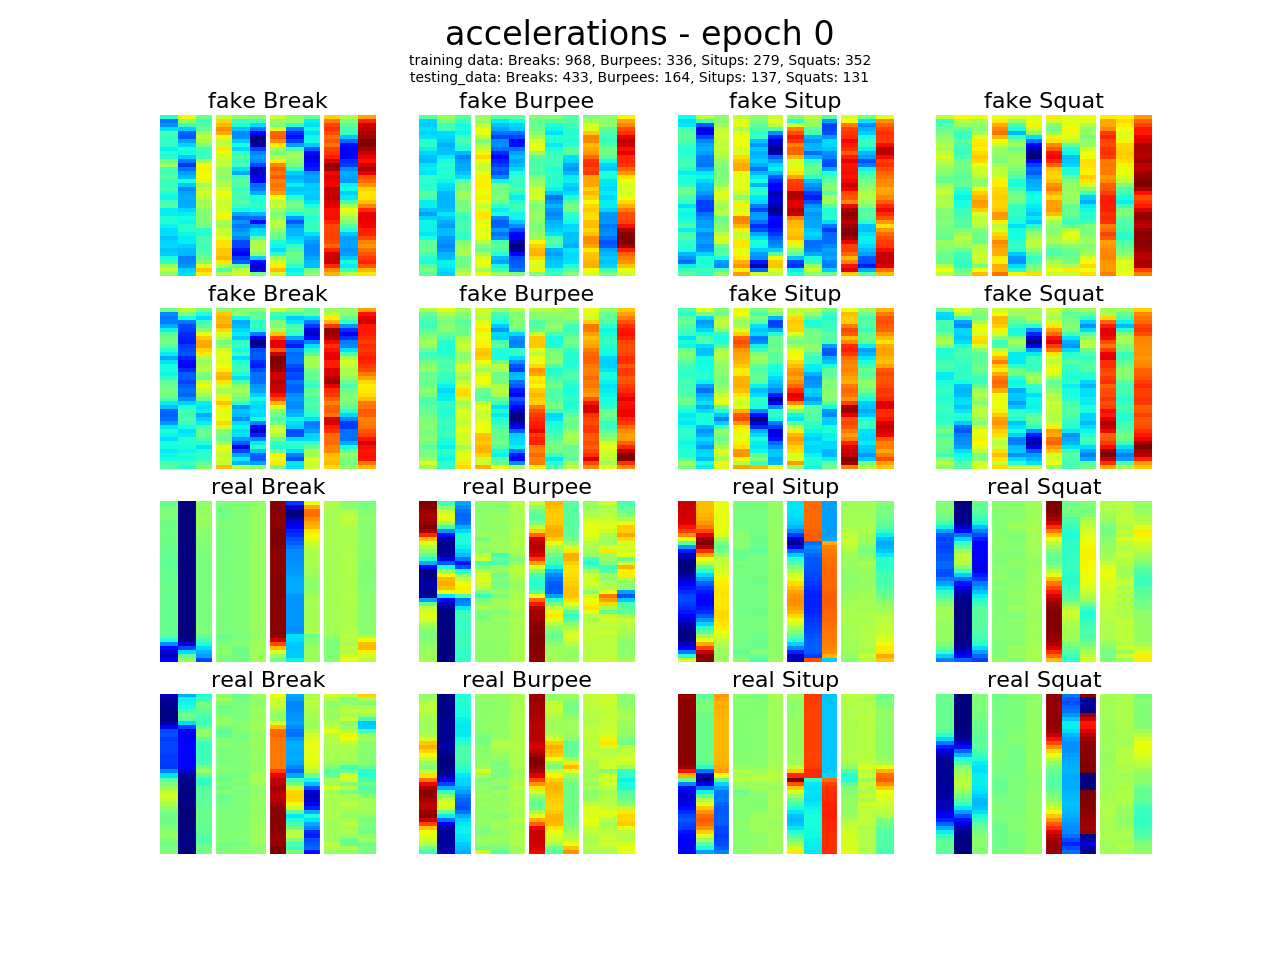 accelerations - epoch 0
training data: Breaks: 968, Burpees: 336, Situps: 279, Squats: 352
testing_data: Breaks: 433, Burpees: 164, Situps: 137, Squats: 131
fake Break fake Burpee fake Situp fake Squat
fake Break fake Burpee fake Situp fake Squat
real Break real Burpee real Situp real Squat
real Break real Burpee real Situp real Squat